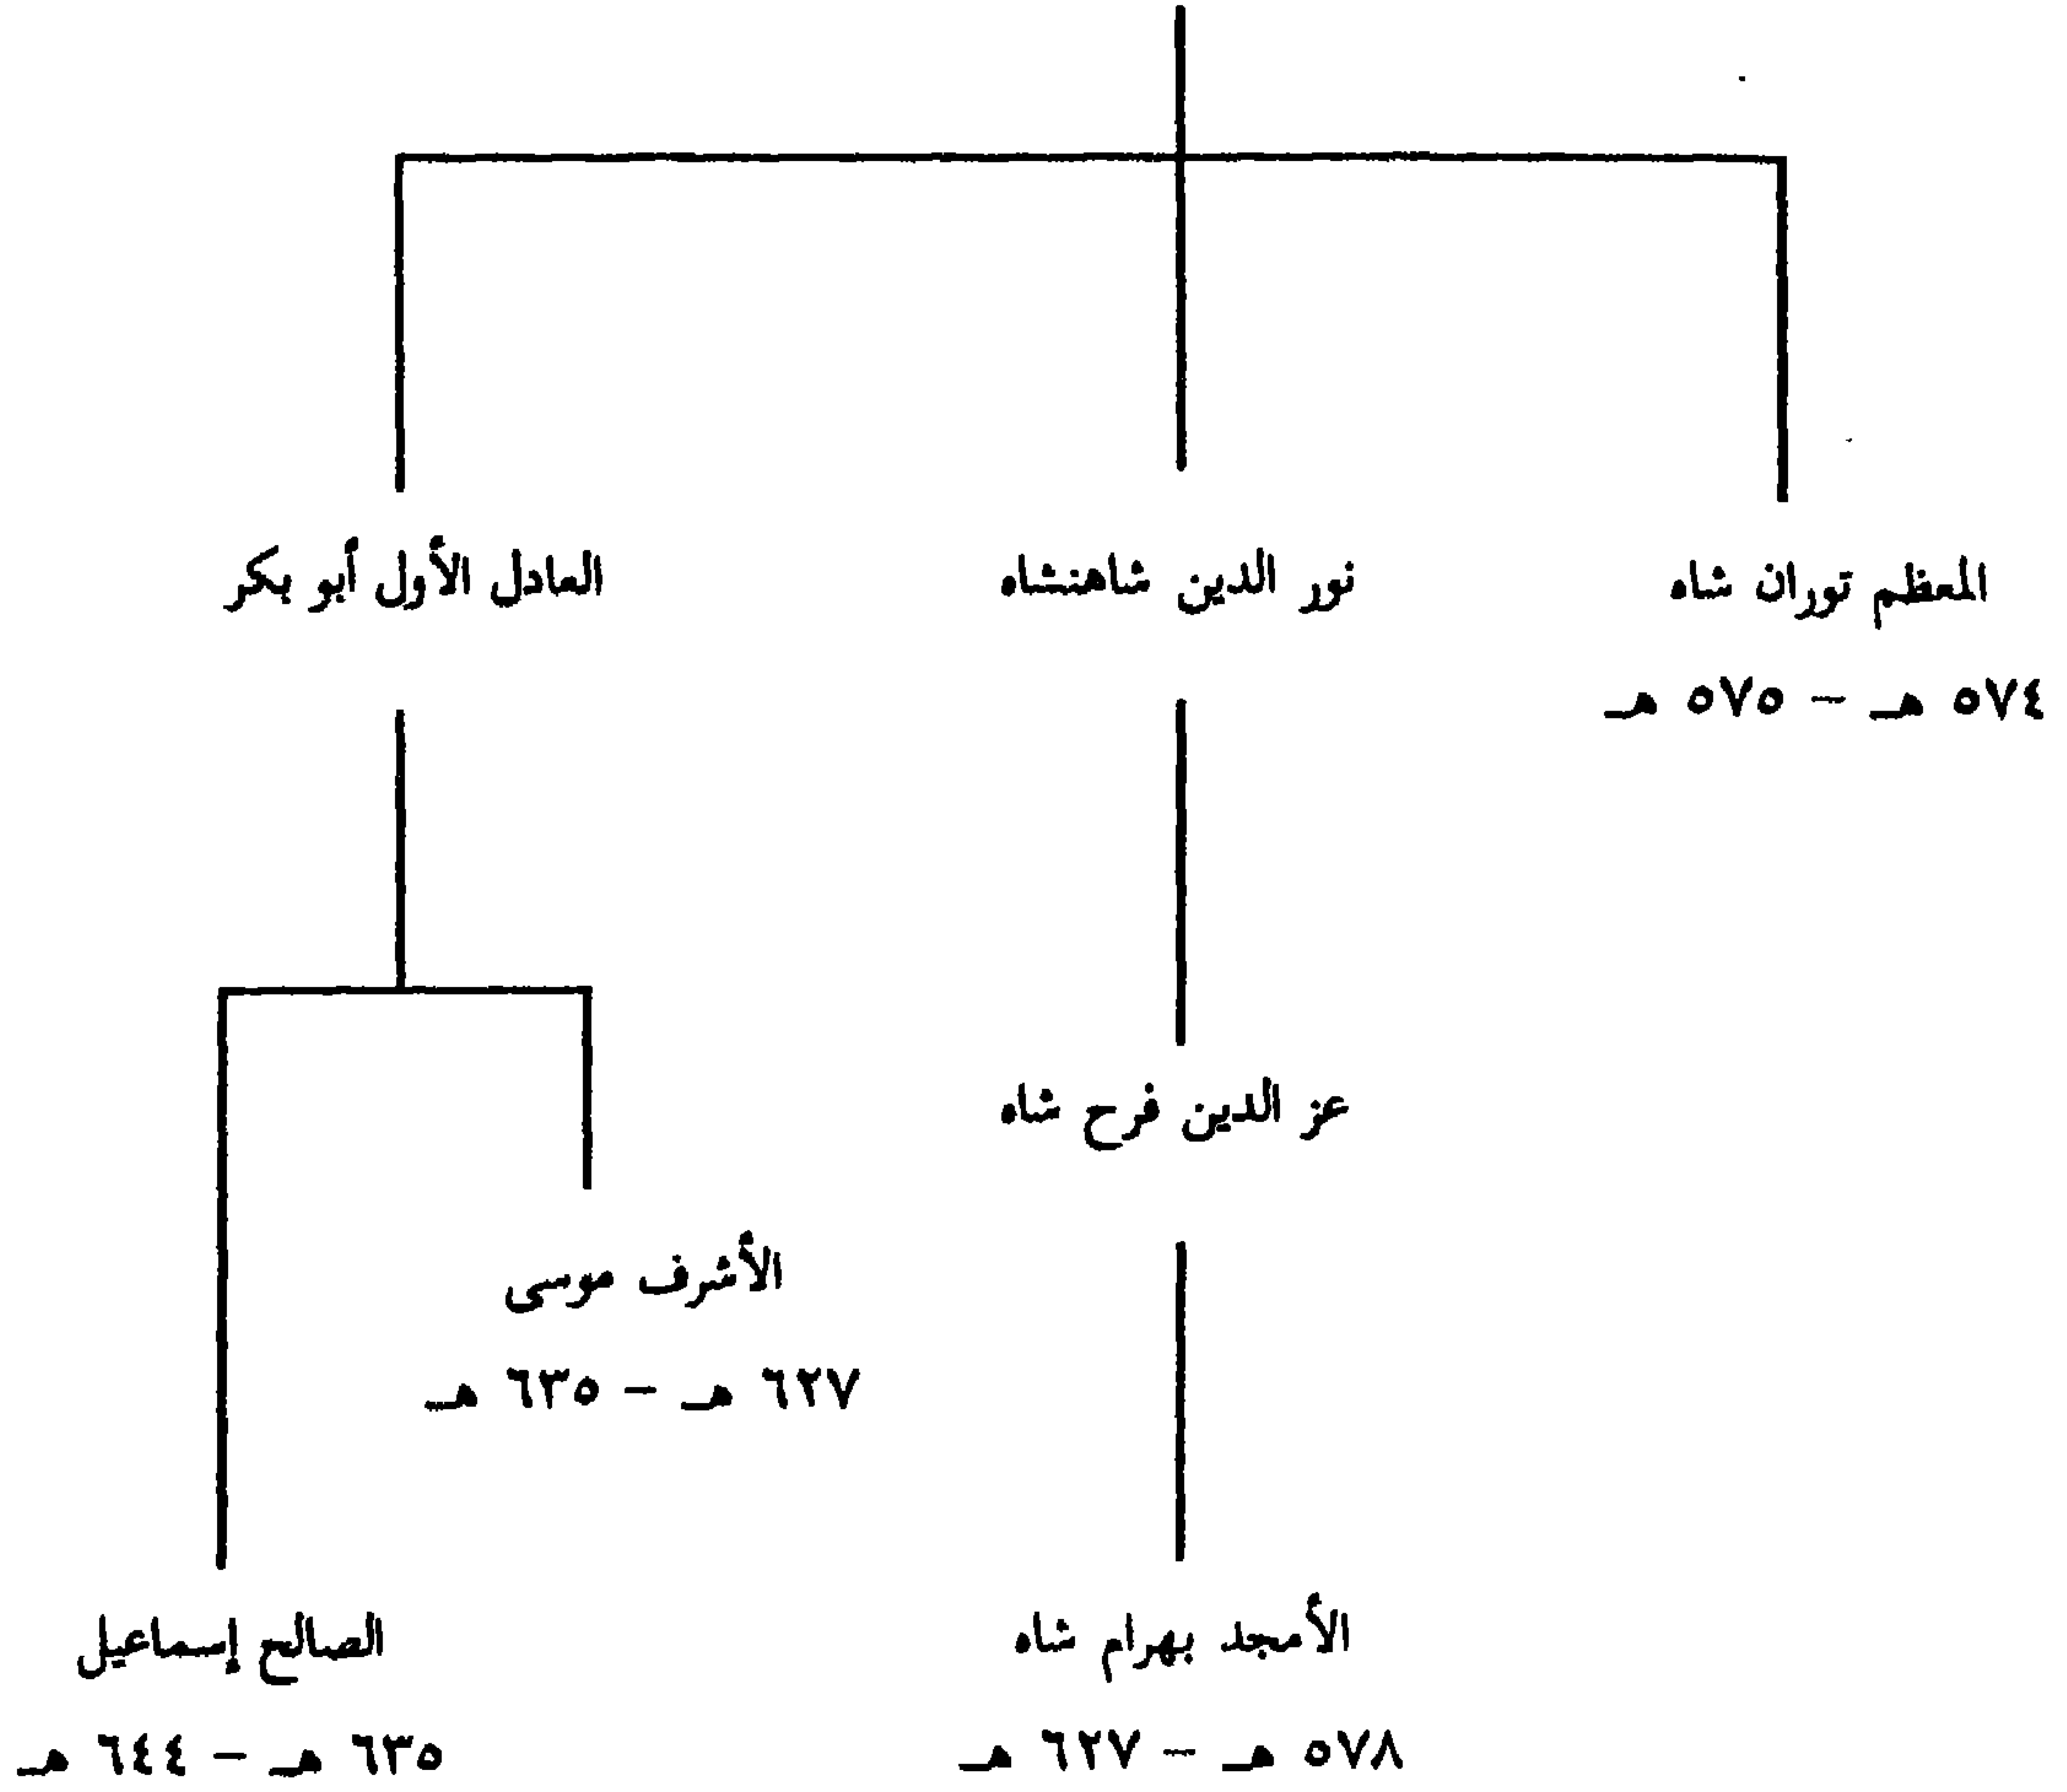 المعظم توران شاه
٥٧٤ هـ - ٥٧٥ هـ
نور الدين شاهنشاه
العادل الأول أبو بكر
عز الدين فرح شاه
الأشرف موسى
٦٢٧ هـ - ٦٣٥ هـ
الأمجد بهرام شاه
٥٧٨ هـ - ٦٢٧ هـ
الصالح إسماعيل
٦٣٥ هـ - ٦٤٤ هـ